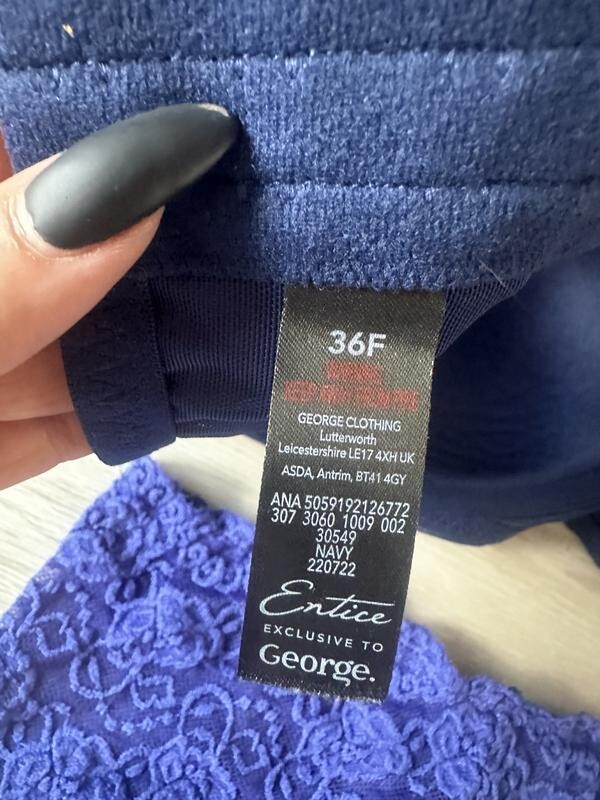 36F
GEORGE CLOTHING
Lutterworth
Leicestershire LE17 4XH UK
ASDA, Antrim, BT41 4GY
ANA 5059192126772
307 3060 1009 002
30549
NAVY
220722
Entice
EXCLUSIVE TO
George.